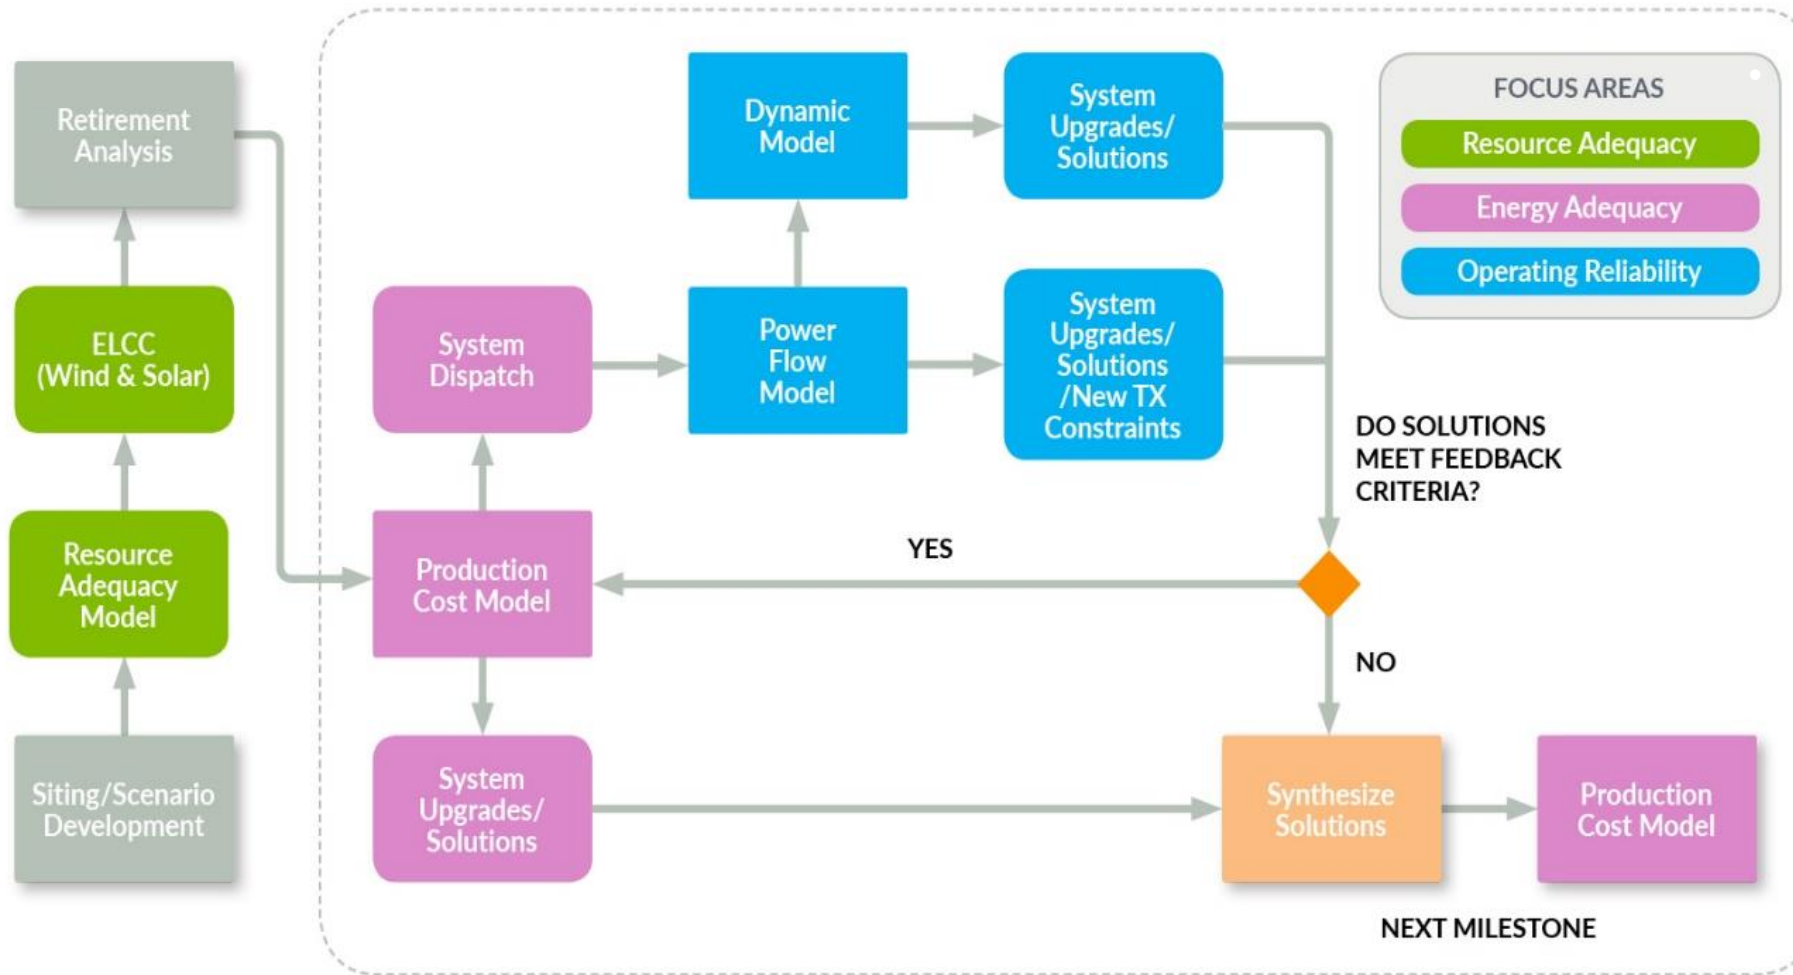 Retirement
Analysis
ELCC
(Wind & Solar)
Resource
Adequacy
Model
Siting/Scenario
Development
Dynamic
Model
System
Upgrades/
Solutions
System
Dispatch
Power
Flow
Model
System
Upgrades/
Solutions
/New TX
Constraints
FOCUS AREAS
Resource Adequacy
Energy Adequacy
Operating Reliability
DO SOLUTIONS
MEET FEEDBACK
CRITERIA?
Production
Cost Model
YES
NO
System
Upgrades/
Solutions
Synthesize
Solutions
Production
Cost Model
NEXT MILESTONE